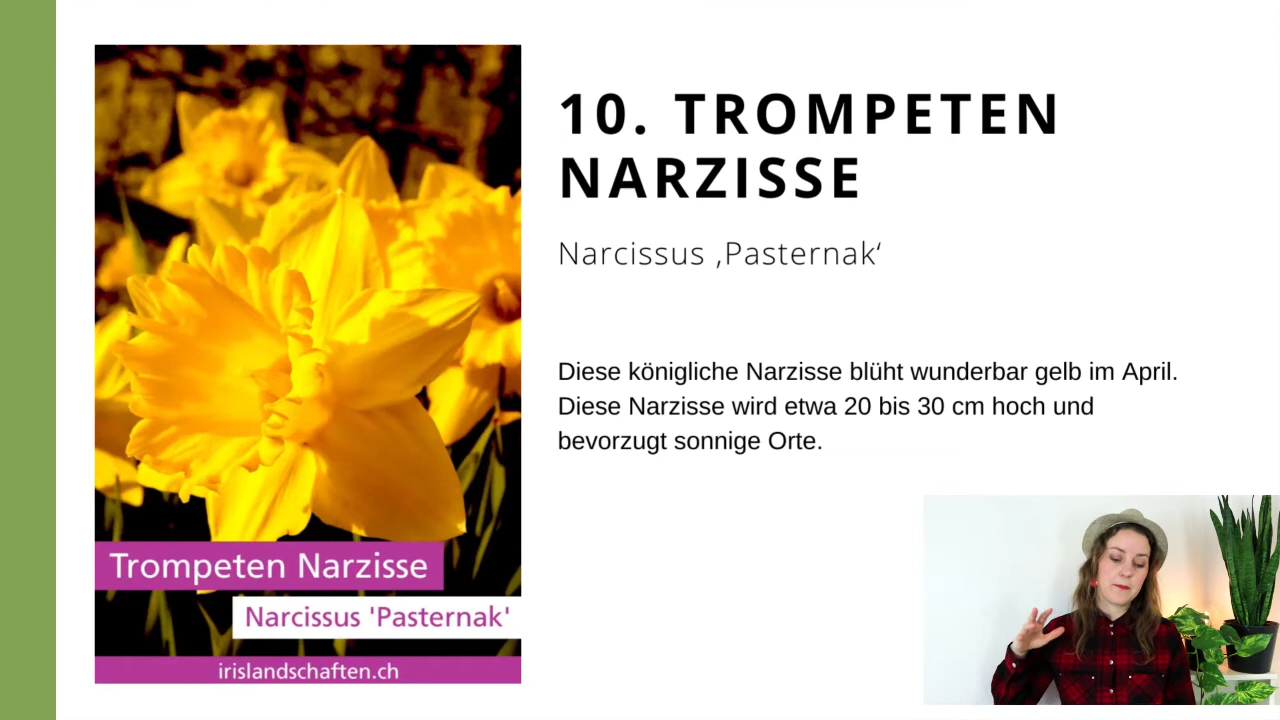 10. TROMPETEN
NARZISSE
Narcissus ‚Pasternak‘
Diese königliche Narzisse blüht wunderbar gelb im April.
Diese Narzisse wird etwa 20 bis 30 cm hoch und
bevorzugt sonnige Orte.
Trompeten Narzisse
Narcissus 'Pasternak'
irislandschaften.ch